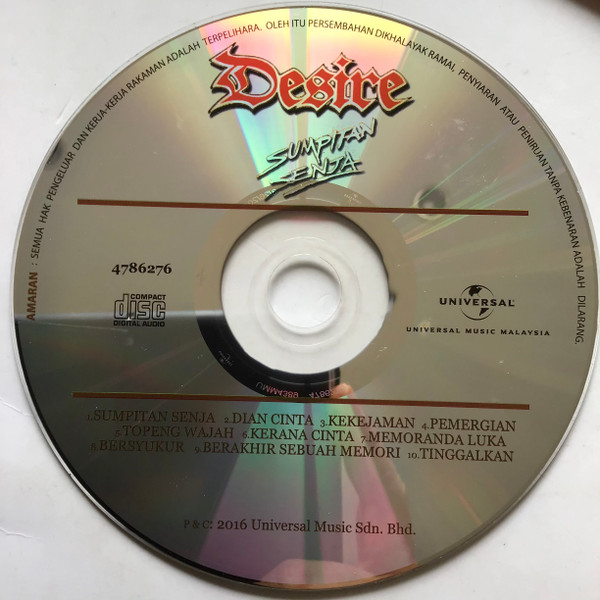 AMARAN : SEMUA HAK PENGELUAR DAN KERJA-KERJA RAKAMAN ADALAH TERPELIHARA. OLEH ITU PERSEMBAHAN DIKHALAYAK RAMAI, PENYIARAN ATAU PENIRUAN TANPA KEBENARAN ADALAH DILARANG.
Desire
SUMPITAN
SENJA
4786276
COMPACT
disc
DIGITAL AUDIO
UNIVERSAL
UNIVERSAL MUSIC MALAYSIA
1.SUMPITAN SENJA 2.DIAN CINTA 3.KEKEJAMAN 4.PEMERGIAN
5.TOPENG WAJAH 6.KERANA CINTA 7.MEMORANDA LUKA
8.BERSYUKUR 9.BERAKHIR SEBUAH MEMORI 10.TINGGALKAN
P & C: 2016 Universal Music Sdn. Bhd.